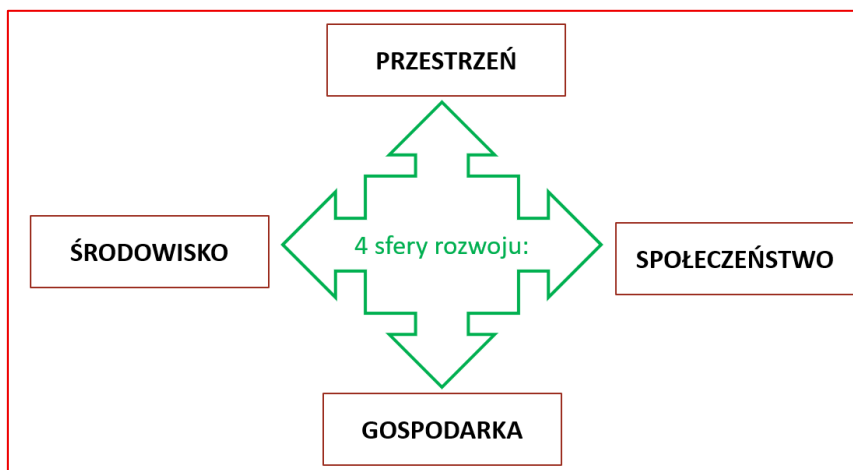 PRZESTRZEŃ
ŚRODOWISKO
4 sfery rozwoju:
SPOŁECZEŃSTWO
GOSPODARKA